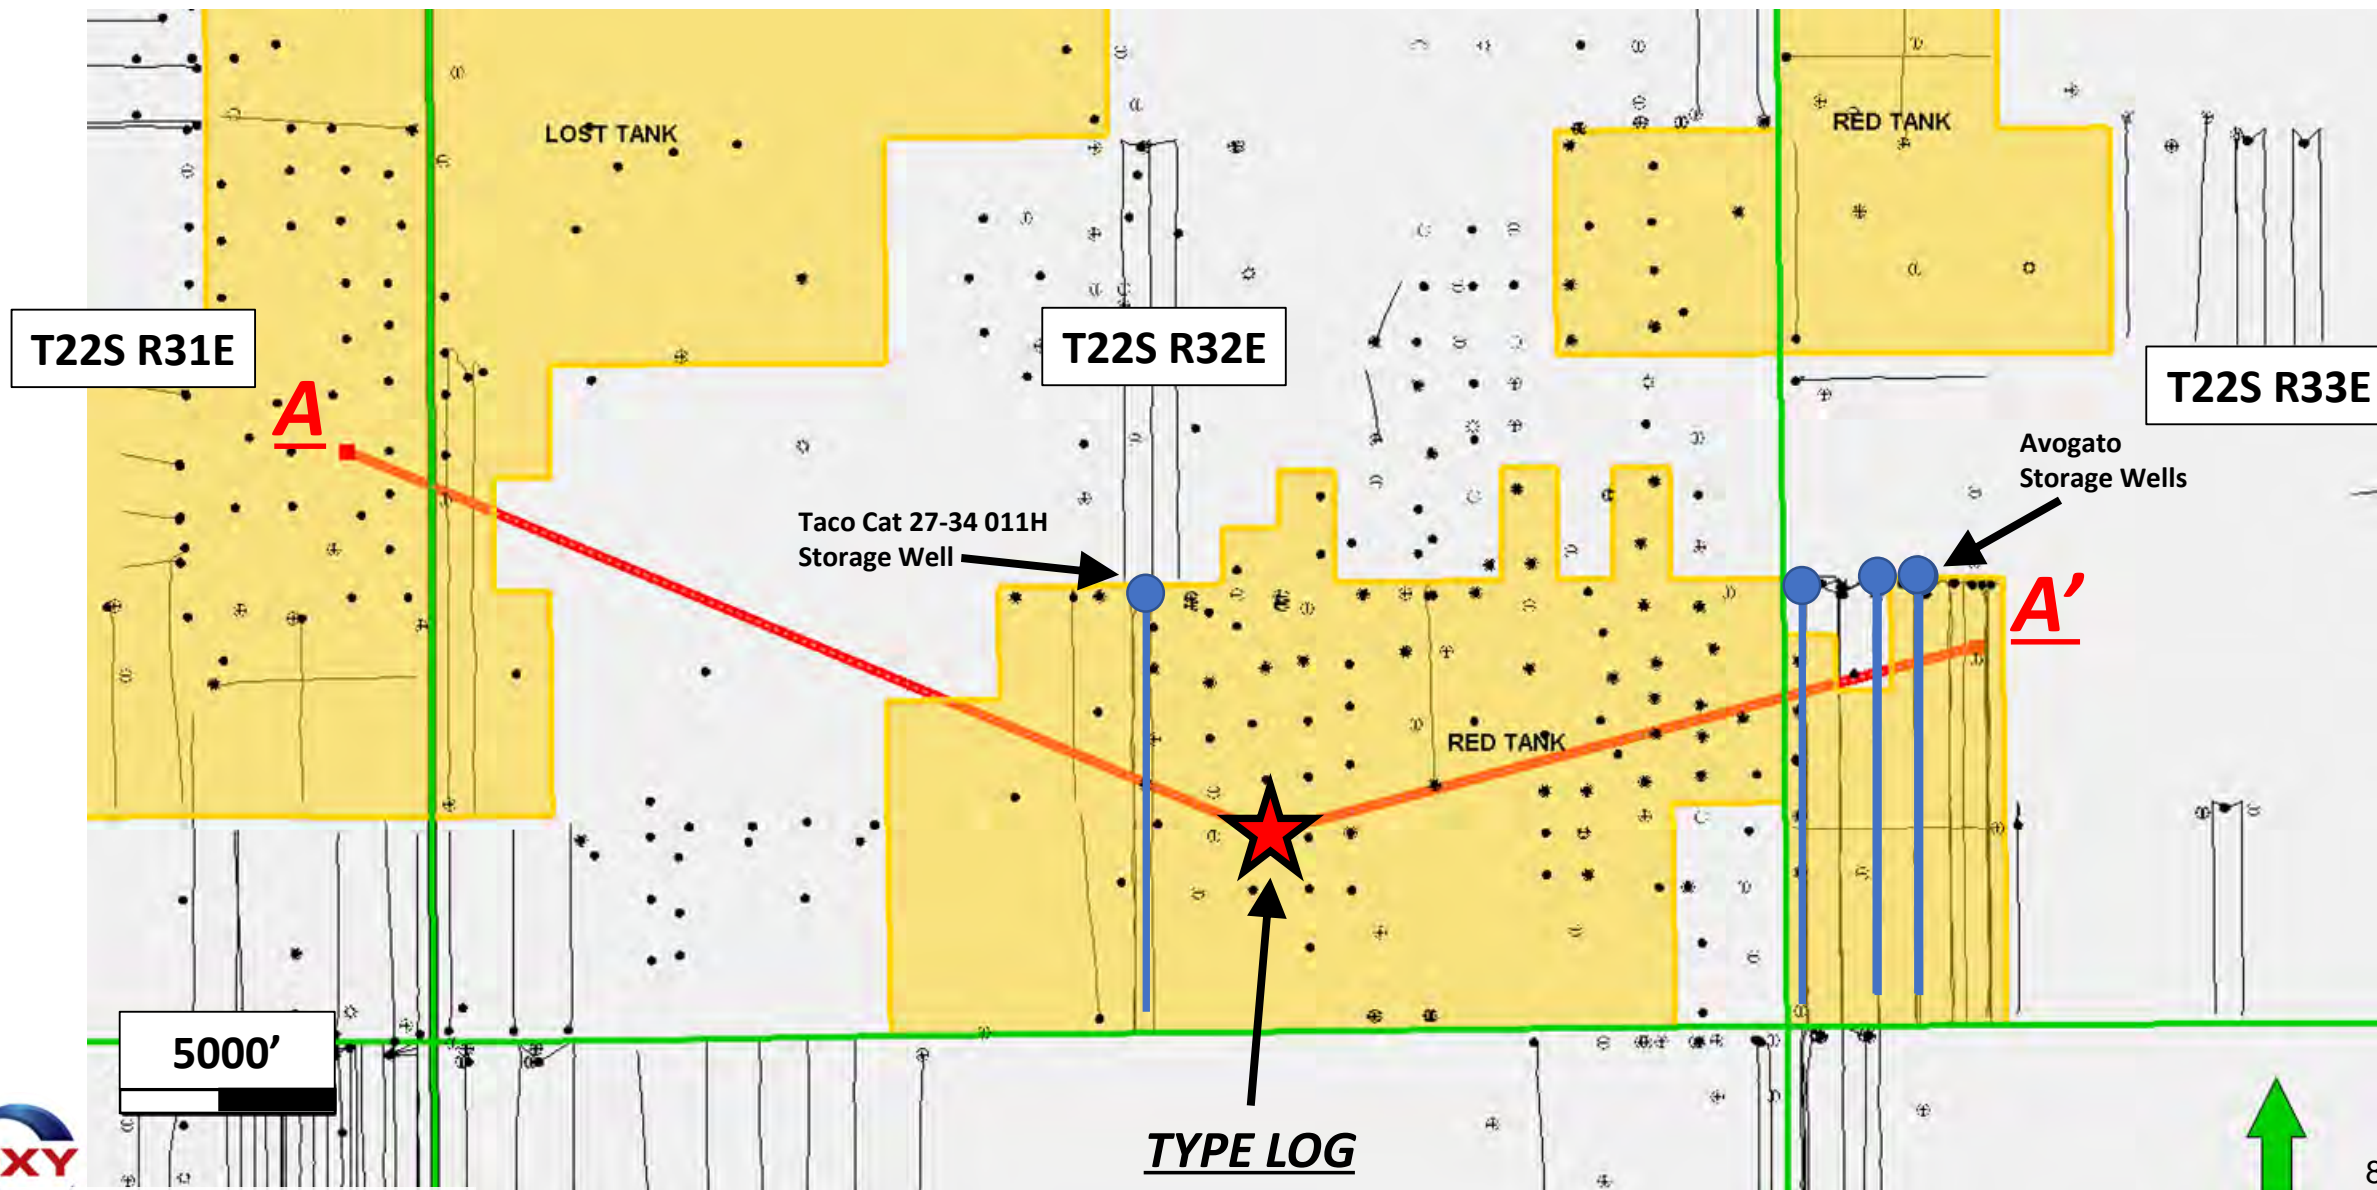 LOST TANK
RED TANK
T22S R31E
T22S R32E
T22S R33E
A
Avogato
Storage Wells
Taco Cat 27-34 011H
Storage Well
A'
RED TANK
5000'
TYPE LOG
XY
8